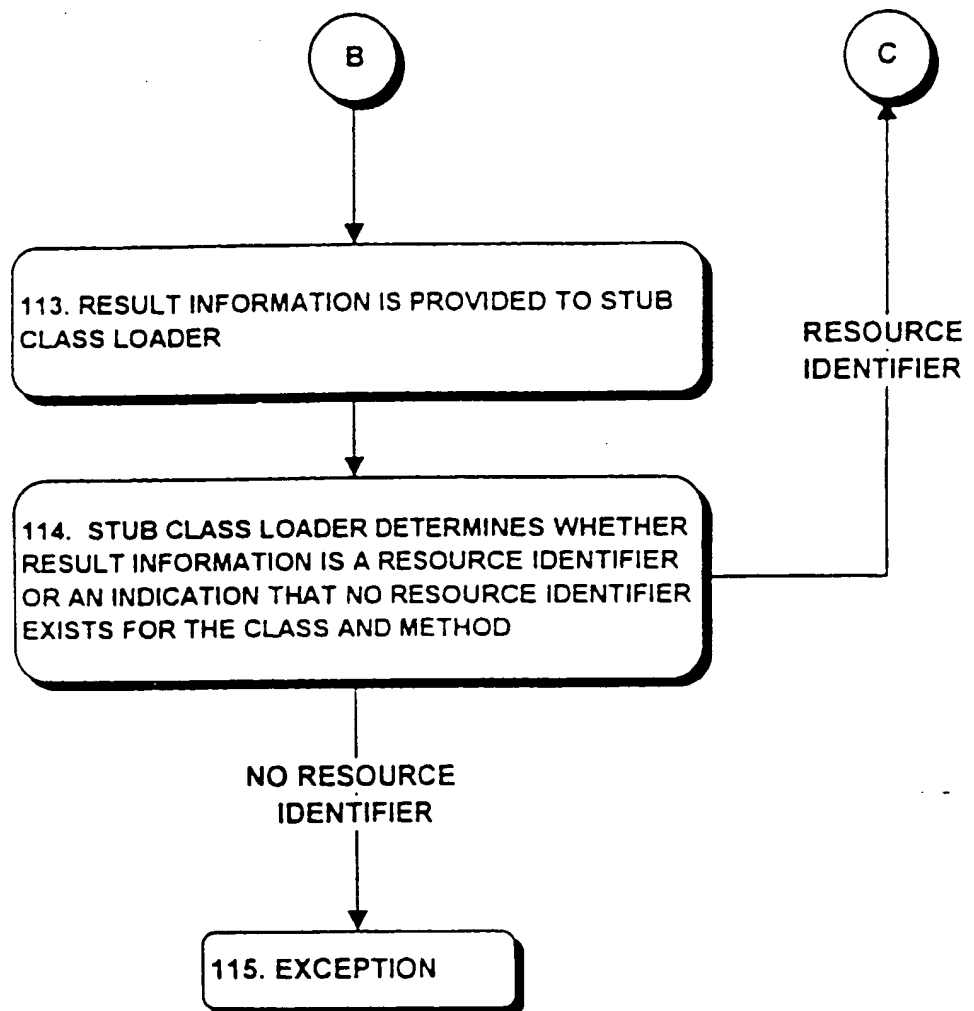 B
C
113. RESULT INFORMATION IS PROVIDED TO STUB
CLASS LOADER
RESOURCE
IDENTIFIER
114. STUB CLASS LOADER DETERMINES WHETHER
RESULT INFORMATION IS A RESOURCE IDENTIFIER
OR AN INDICATION THAT NO RESOURCE IDENTIFIER
EXISTS FOR THE CLASS AND METHOD
NO RESOURCE
IDENTIFIER
115. EXCEPTION